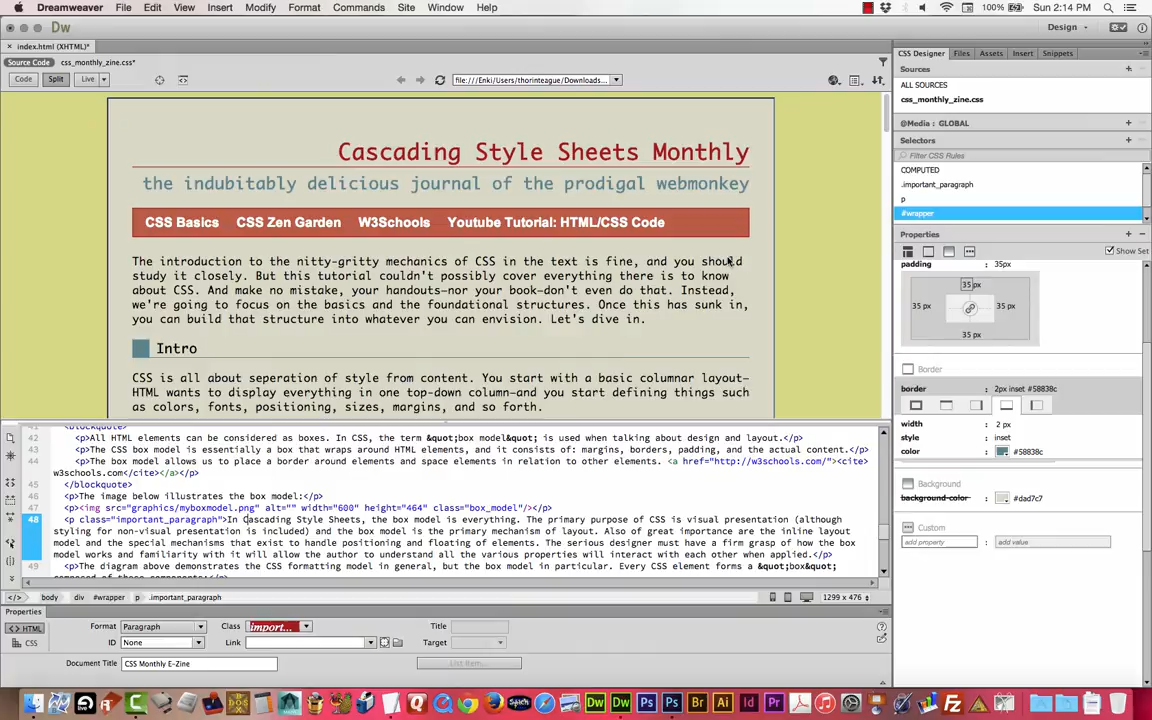 Dreamweaver File Edit View Insert Modify Format Commands Site Window Help 100% Sun 2:14 PM
Dw Design
× index.html (XHTML)*
Source Code css_monthly_zine.css*
Code Split Live file:///Enki/Users/thorinteague/Downloads...
Cascading Style Sheets Monthly
the indubitably delicious journal of the prodigal webmonkey
CSS Basics CSS Zen Garden W3Schools Youtube Tutorial: HTML/CSS Code
The introduction to the nitty-gritty mechanics of CSS in the text is fine, and you should
study it closely. But this tutorial couldn't possibly cover everything there is to know
about CSS. And make no mistake, your handouts—nor your book—don't even do that. Instead,
we're going to focus on the basics and the foundational structures. Once this has sunk in,
you can build that structure into whatever you can envision. Let's dive in.
Intro
CSS is all about seperation of style from content. You start with a basic columnar layout—
HTML wants to display everything in one top-down column—and you start defining things such
as colors, fonts, positioning, sizes, margins, and so forth.
41 <blockquote>
42 <p>All HTML elements can be considered as boxes. In CSS, the term &quot;box model&quot; is used when talking about design and layout.</p>
43 <p>The CSS box model is essentially a box that wraps around HTML elements, and it consists of: margins, borders, padding, and the actual content.</p>
44 <p>The box model allows us to place a border around elements and space elements in relation to other elements. <a href="http://w3schools.com/"><cite>
w3schools.com</cite></a></p>
45 </blockquote>
46 <p>The image below illustrates the box model:</p>
47 <p><img src="graphics/myboxmodel.png" alt="" width="600" height="464" class="box_model"/></p>
48 <p class="important_paragraph">In Cascading Style Sheets, the box model is everything. The primary purpose of CSS is visual presentation (although
styling for non-visual presentation is included) and the box model is the primary mechanism of layout. Also of great importance are the inline layout
model and the special mechanisms that exist to handle positioning and floating of elements. The serious designer must have a firm grasp of how the box
model works and familiarity with it will allow the author to understand all the various properties will interact with each other when applied.</p>
49 <p>The diagram above demonstrates the CSS formatting model in general, but the box model in particular. Every CSS element forms a &quot;box&quot;
composed of these components:</p>
</> body div #wrapper p .important_paragraph 1299 x 476
Properties
<> HTML Format Paragraph Class import... Title
CSS ID None Link Target
Document Title CSS Monthly E-Zine List Item...
CSS Designer Files Assets Insert Snippets
Sources
ALL SOURCES
css_monthly_zine.css
@Media : GLOBAL
Selectors
Filter CSS Rules
COMPUTED
.important_paragraph
p
#wrapper
Properties
Show Set
padding : 35px
35 px
35 px 35 px
35 px
Border
border : 2px inset #58838c
width : 2 px
style : inset
color : #58838c
Background
background-color : #dad7c7
Custom
add property : add value